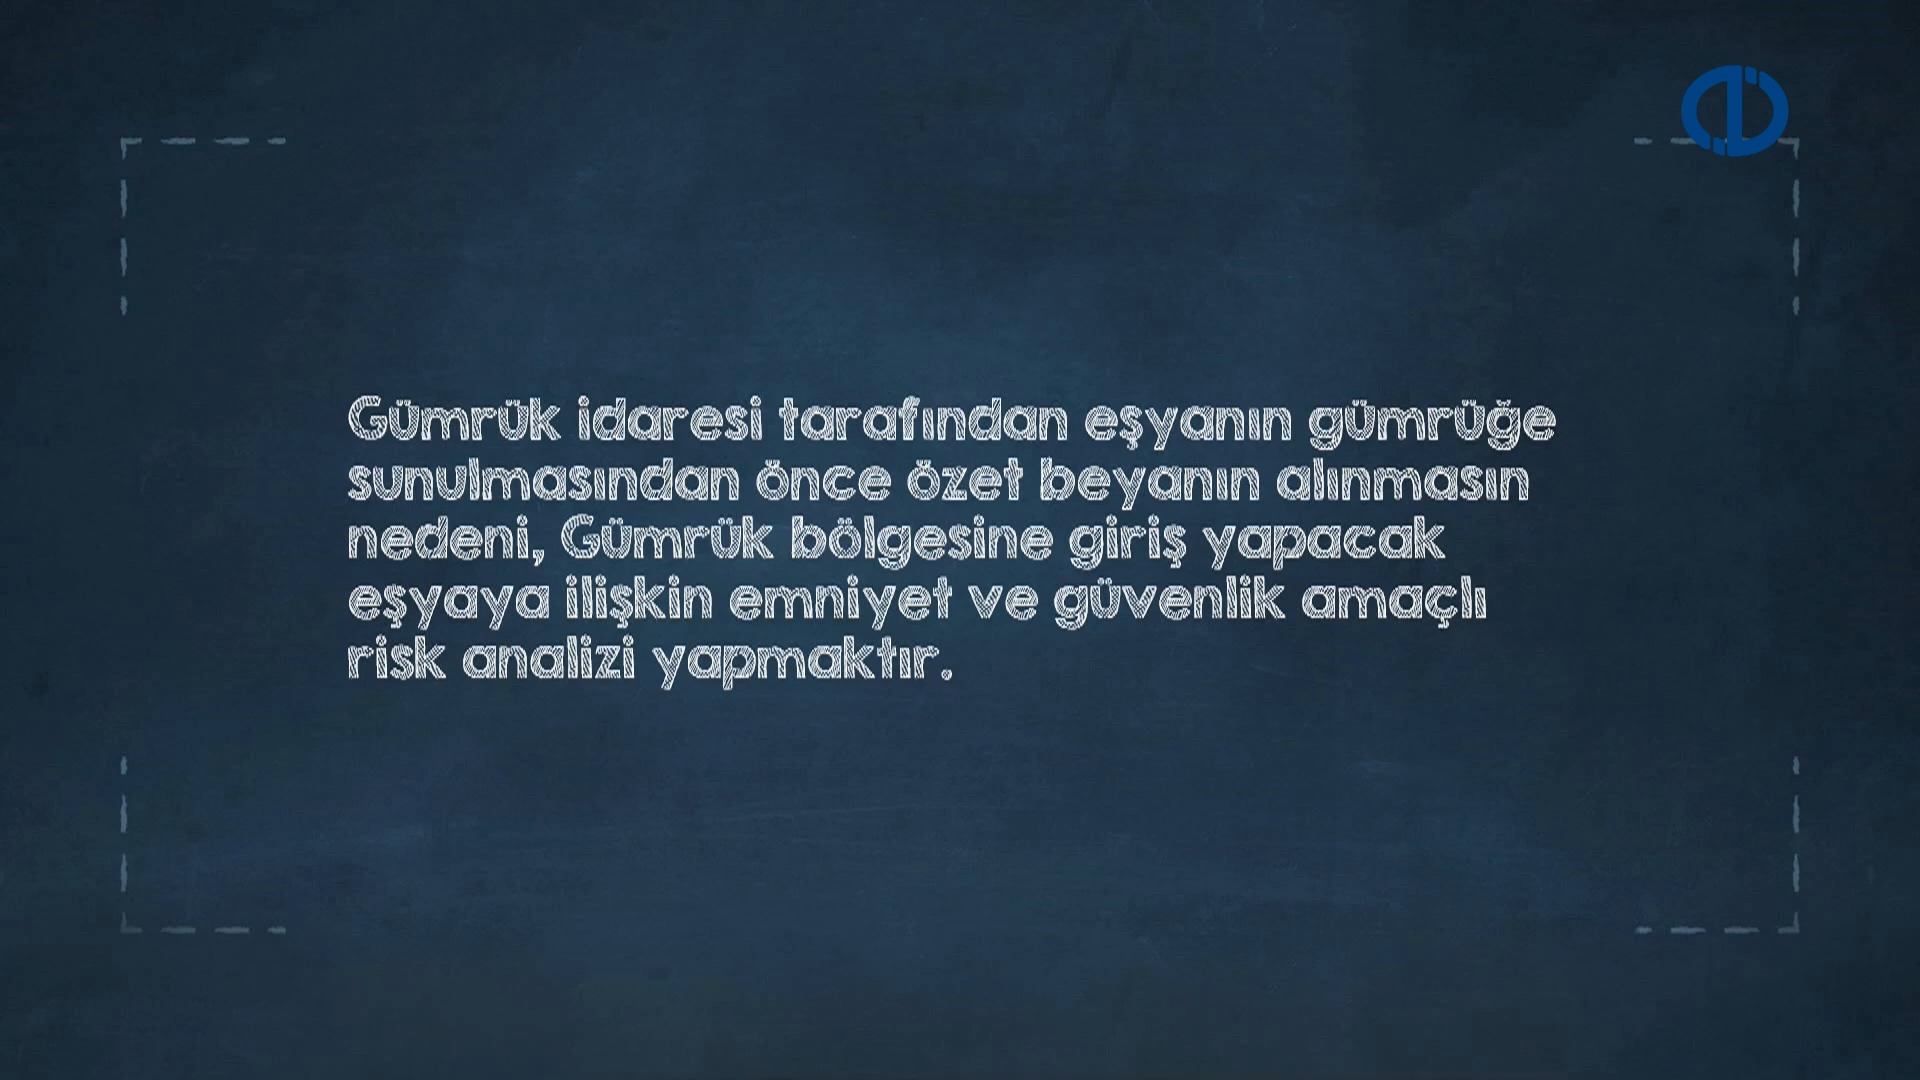 Gümrük idaresi tarafından eşyanın gümrüğe
sunulmasından önce özet beyanın alınmasın
nedeni, Gümrük bölgesine giriş yapacak
eşyaya ilişkin emniyet ve güvenlik amaçlı
risk analizi yapmaktır.